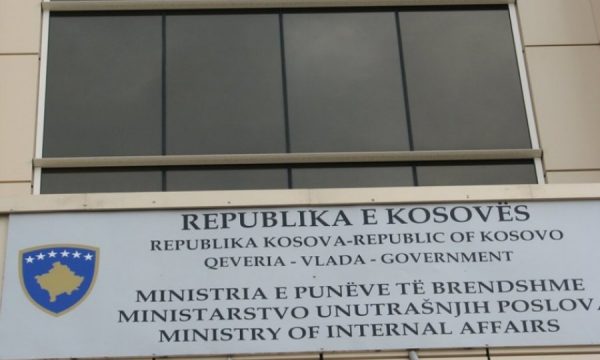 REPUBLIKA E KOSOVËS
REPUBLIKA KOSOVA-REPUBLIC OF KOSOVO
QEVERIA - VLADA - GOVERNMENT
MINISTRIA E PUNËVE TË BRENDSHME
MINISTARSTVO UNUTRAŠNJIH POSLOVA
MINISTRY OF INTERNAL AFFAIRS